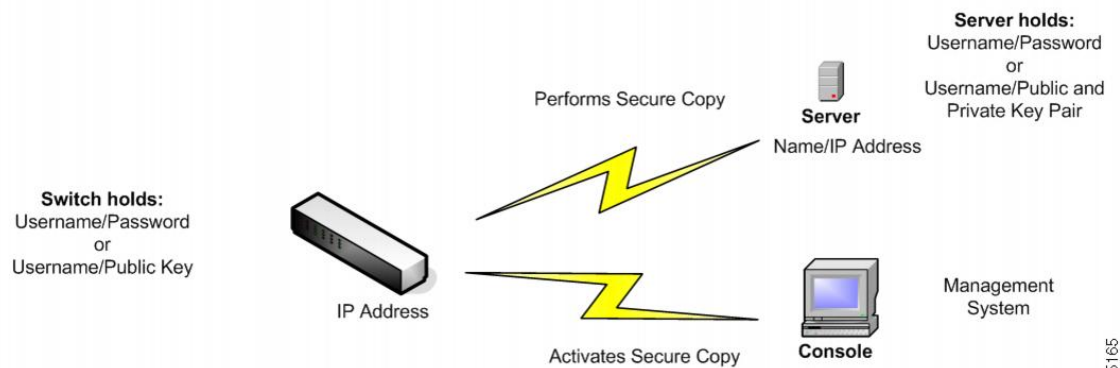 Server holds:
Username/Password
or
Username/Public and
Private Key Pair
Performs Secure Copy
Server
Name/IP Address
Switch holds:
Username/Password
or
Username/Public Key
IP Address
Management
System
Activates Secure Copy
Console